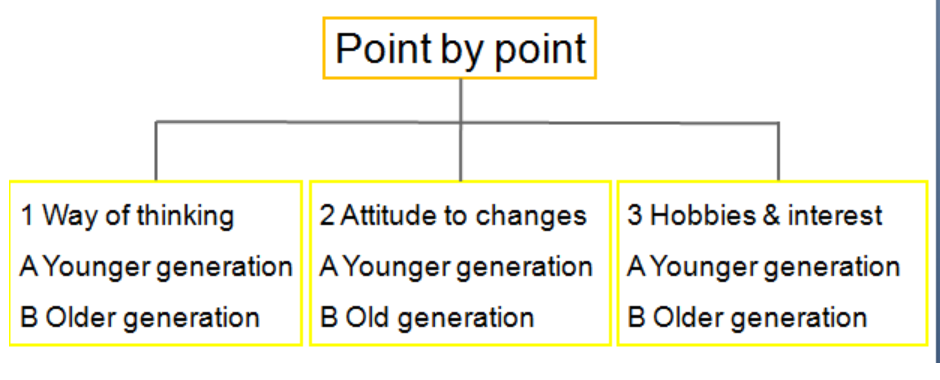 Point by point
1 Way of thinking
A Younger generation
B Older generation
2 Attitude to changes
A Younger generation
B Old generation
3 Hobbies & interest
A Younger generation
B Older generation